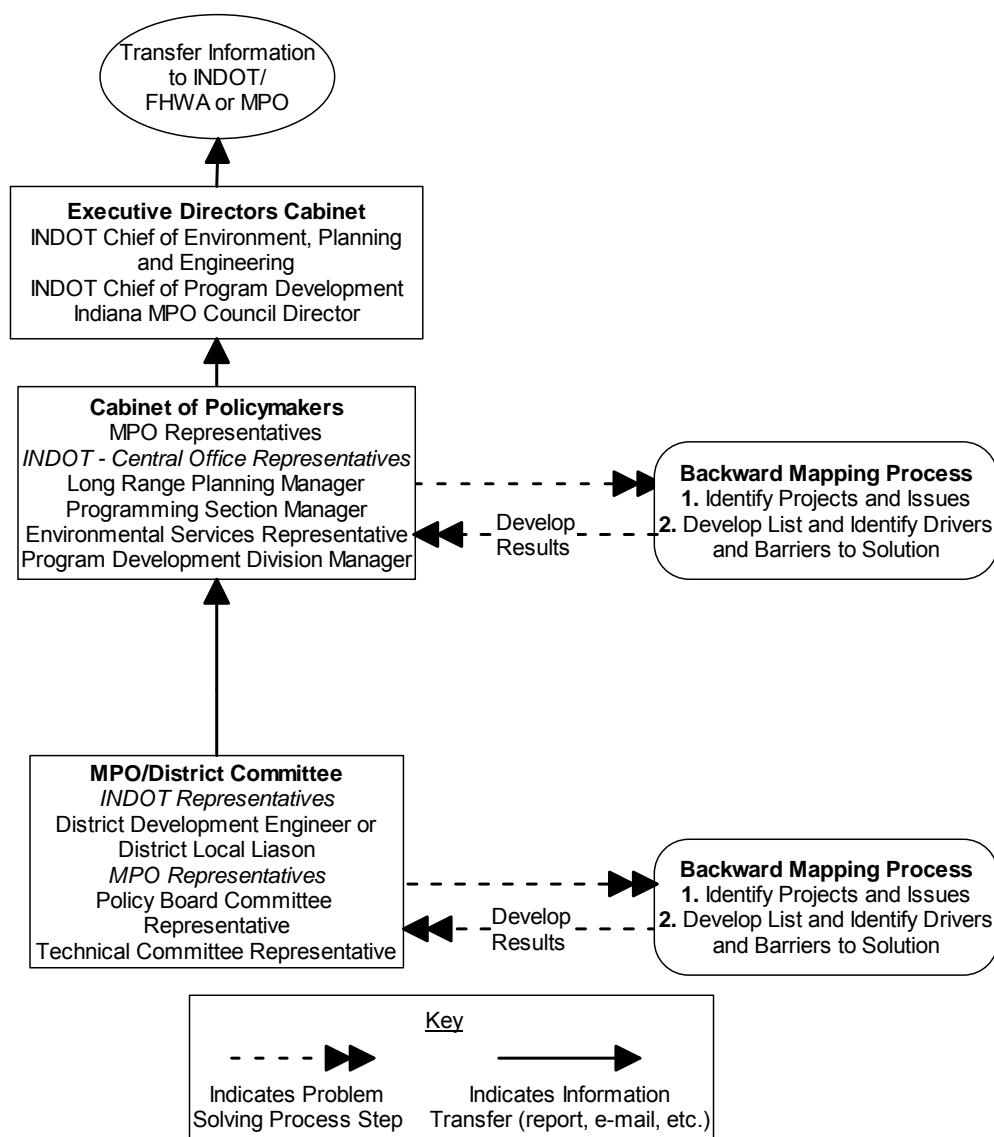 Transfer Information
to INDOT/
FHWA or MPO
Executive Directors Cabinet
INDOT Chief of Environment, Planning
and Engineering
INDOT Chief of Program Development
Indiana MPO Council Director
Cabinet of Policymakers
MPO Representatives
INDOT - Central Office Representatives
Long Range Planning Manager
Programming Section Manager
Environmental Services Representative
Program Development Division Manager
Develop
Results
Backward Mapping Process
1. Identify Projects and Issues
2. Develop List and Identify Drivers
and Barriers to Solution
MPO/District Committee
INDOT Representatives
District Development Engineer or
District Local Liason
MPO Representatives
Policy Board Committee
Representative
Technical Committee Representative
Develop
Results
Backward Mapping Process
1. Identify Projects and Issues
2. Develop List and Identify Drivers
and Barriers to Solution
Key
Indicates Problem
Solving Process Step
Indicates Information
Transfer (report, e-mail, etc.)